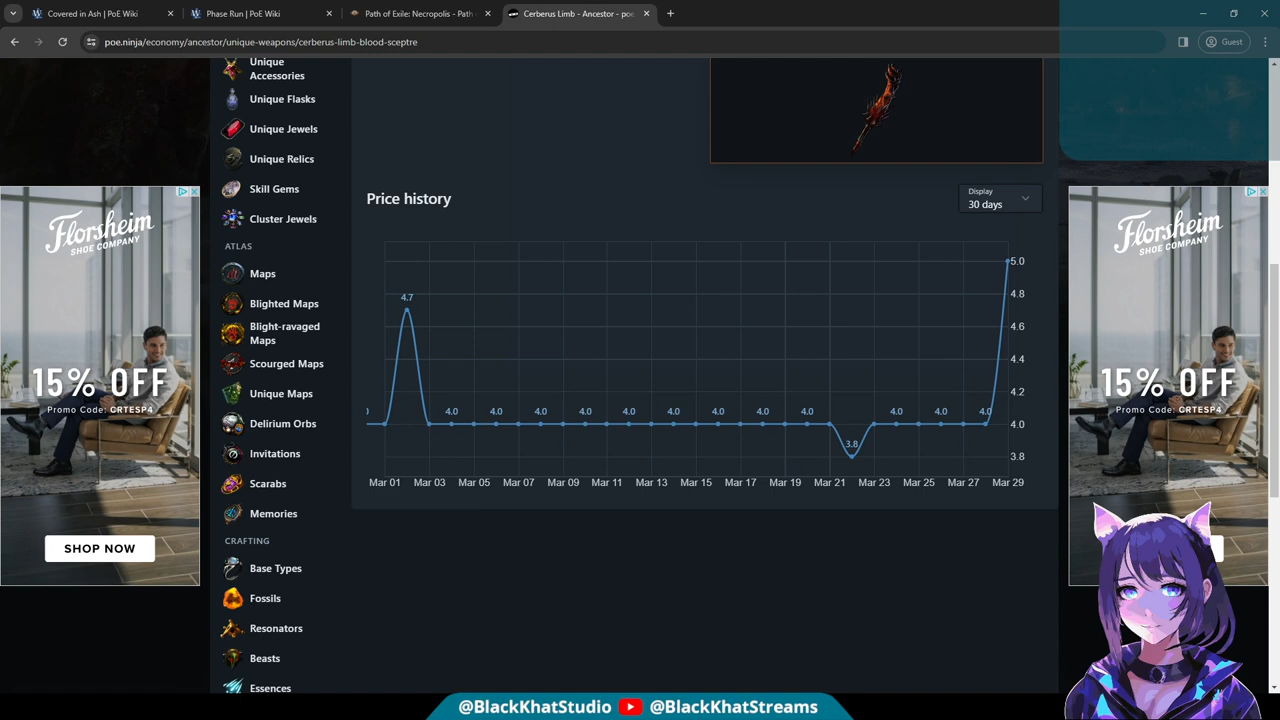 Covered in Ash | PoE Wiki
Phase Run | PoE Wiki
Path of Exile: Necropolis - Path
Cerberus Limb - Ancestor - poe
poe.ninja/economy/ancestor/unique-weapons/cerberus-limb-blood-sceptre
Guest
Unique
Accessories
Unique Flasks
Unique Jewels
Unique Relics
Skill Gems
Cluster Jewels
ATLAS
Maps
Blighted Maps
Blight-ravaged
Maps
Scourged Maps
Unique Maps
Delirium Orbs
Invitations
Scarabs
Memories
CRAFTING
Base Types
Fossils
Resonators
Beasts
Essences
Price history
Display
30 days
5.0
4.8
4.6
4.4
4.2
4.0
3.8
4.7
0 4.0 4.0 4.0 4.0 4.0 4.0 4.0 4.0 4.0 4.0 4.0 4.0
3.8
Mar 01 Mar 03 Mar 05 Mar 07 Mar 09 Mar 11 Mar 13 Mar 15 Mar 17 Mar 19 Mar 21 Mar 23 Mar 25 Mar 27 Mar 29
Florsheim
SHOE COMPANY
15% OFF
Promo Code: CRTESP4
SHOP NOW
Florsheim
SHOE COMPANY
15% OFF
Promo Code: CRTESP4
@BlackKhatStudio @BlackKhatStreams